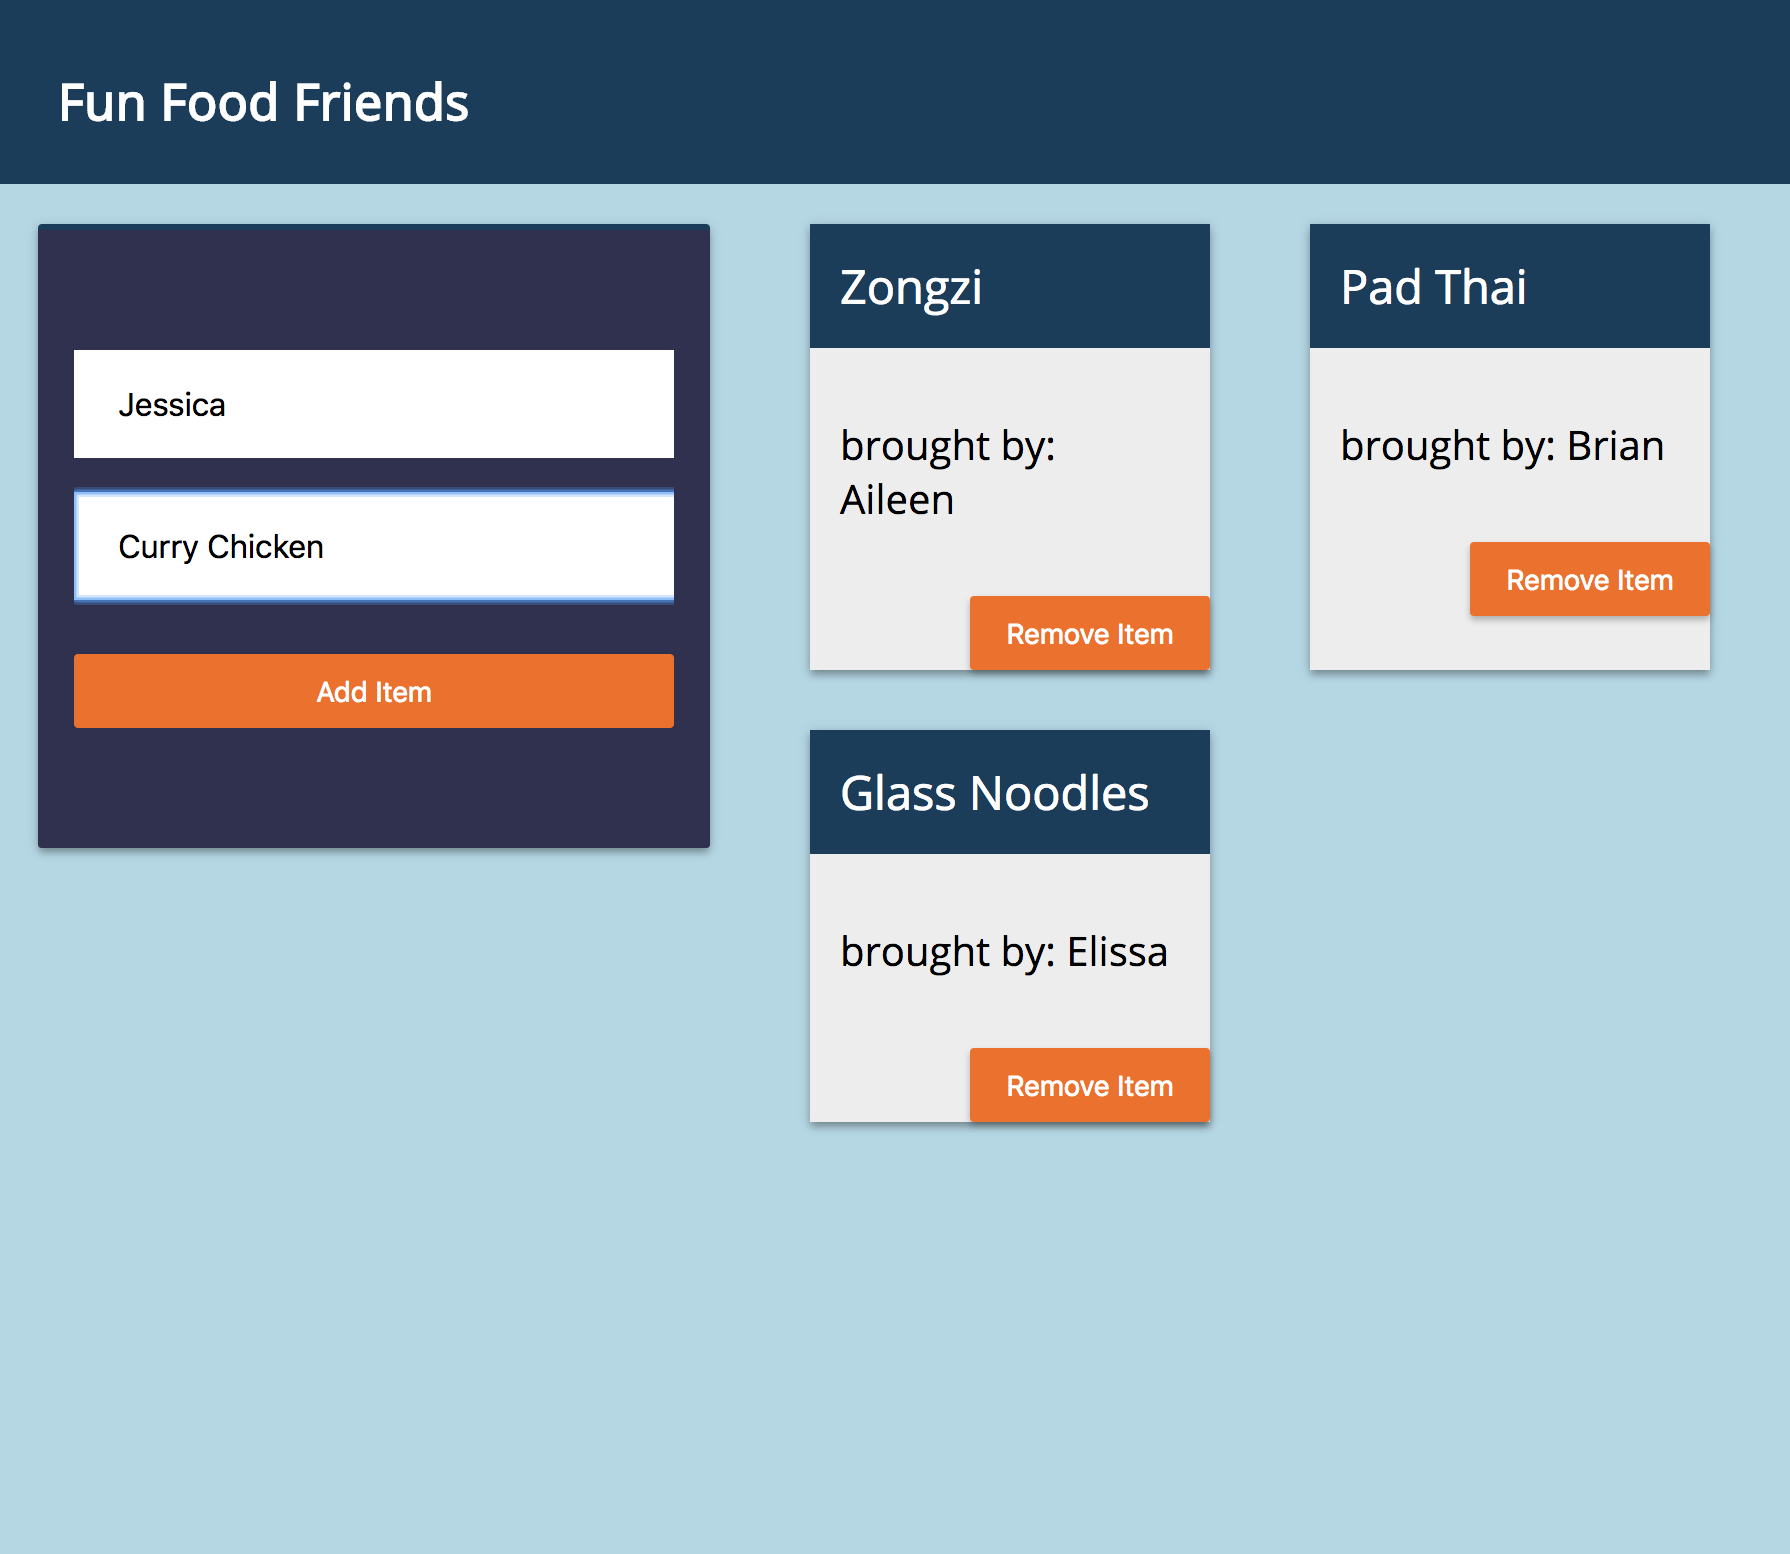 Fun Food Friends
Jessica
Curry Chicken
Add Item
Zongzi
brought by:
Aileen
Remove Item
Pad Thai
brought by: Brian
Remove Item
Glass Noodles
brought by: Elissa
Remove Item